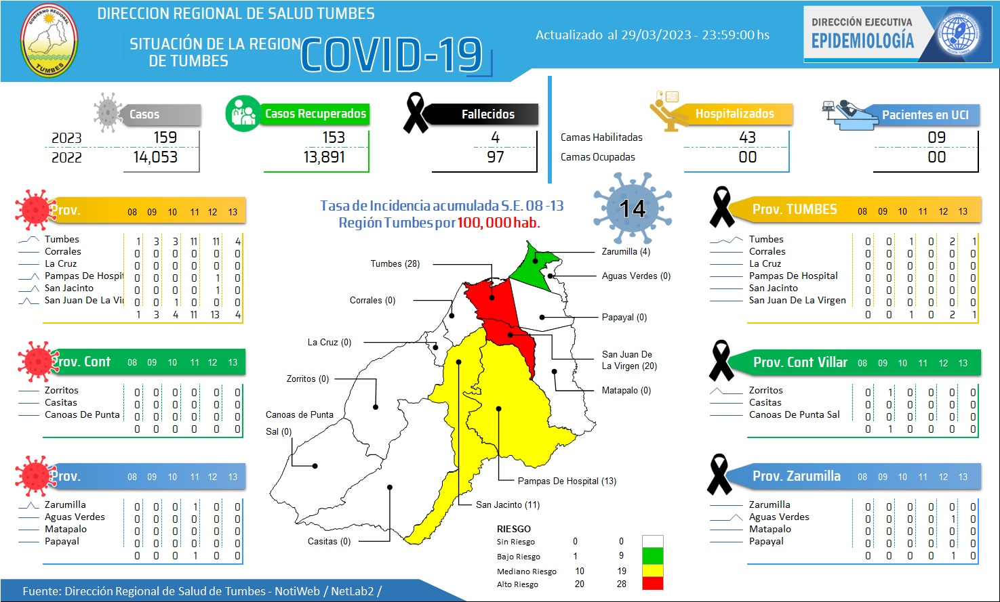 GOBIERNO REGIONAL
TUMBES
DIRECCION REGIONAL DE SALUD TUMBES
SITUACIÓN DE LA REGION
DE TUMBES
COVID-19
Actualizado al 29/03/2023 - 23:59:00 hs
DIRECCIÓN EJECUTIVA
EPIDEMIOLOGÍA
Casos
Casos Recuperados
Fallecidos
Hospitalizados
Pacientes en UCI
2023 159 153 4
2022 14,053 13,891 97
Camas Habilitadas 43 09
Camas Ocupadas 00 00
Prov. 08 09 10 11 12 13
Tumbes 1 3 3 11 11 4
Corrales 0 0 0 0 0 0
La Cruz 0 0 0 0 0 0
Pampas De Hospit 0 0 0 0 1 0
San Jacinto 0 0 0 0 1 0
San Juan De La Vir 0 0 1 0 0 0
1 3 4 11 13 4
Prov. Cont 08 09 10 11 12 13
Zorritos 0 0 0 0 0 0
Casitas 0 0 0 0 0 0
Canoas De Punta 0 0 0 0 0 0
0 0 0 0 0 0
Prov. 08 09 10 11 12 13
Zarumilla 0 0 0 1 0 0
Aguas Verdes 0 0 0 0 0 0
Matapalo 0 0 0 0 0 0
Papayal 0 0 0 0 0 0
0 0 0 1 0 0
Tasa de Incidencia acumulada S.E. 08 -13
Región Tumbes por 100, 000 hab.
14
Zarumilla (4)
Tumbes (28)
Aguas Verdes (0)
Corrales (0)
Papayal (0)
La Cruz (0)
San Juan De
La Virgen (20)
Zorritos (0)
Matapalo (0)
Canoas de Punta
Sal (0)
Pampas De Hospital (13)
San Jacinto (11)
Casitas (0)
RIESGO
Sin Riesgo 0 0
Bajo Riesgo 1 9
Mediano Riesgo 10 19
Alto Riesgo 20 28
Prov. TUMBES 08 09 10 11 12 13
Tumbes 0 0 1 0 2 1
Corrales 0 0 0 0 0 0
La Cruz 0 0 0 0 0 0
Pampas De Hospital 0 0 0 0 0 0
San Jacinto 0 0 0 0 0 0
San Juan De La Virgen 0 0 0 0 0 0
0 0 1 0 2 1
Prov. Cont Villar 08 09 10 11 12 13
Zorritos 0 1 0 0 0 0
Casitas 0 0 0 0 0 0
Canoas De Punta Sal 0 0 0 0 0 0
0 1 0 0 0 0
Prov. Zarumilla 08 09 10 11 12 13
Zarumilla 0 0 0 0 0 0
Aguas Verdes 0 0 0 0 1 0
Matapalo 0 0 0 0 0 0
Papayal 0 0 0 0 0 0
0 0 0 0 1 0
Fuente: Dirección Regional de Salud de Tumbes - NotiWeb / NetLab2 /